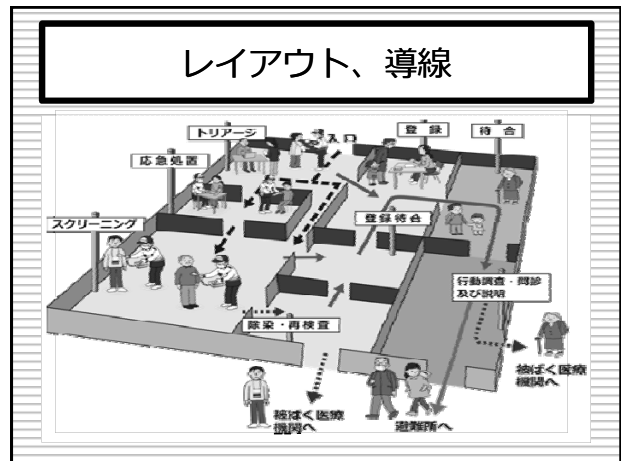 レイアウト、導線
トリアージ
入口
登録
待合
応急処置
スクリーニング
登録待合
行動調査・問診
及び説明
除染・再検査
被ばく医療
機関へ
被ばく医療
機関へ
避難所へ